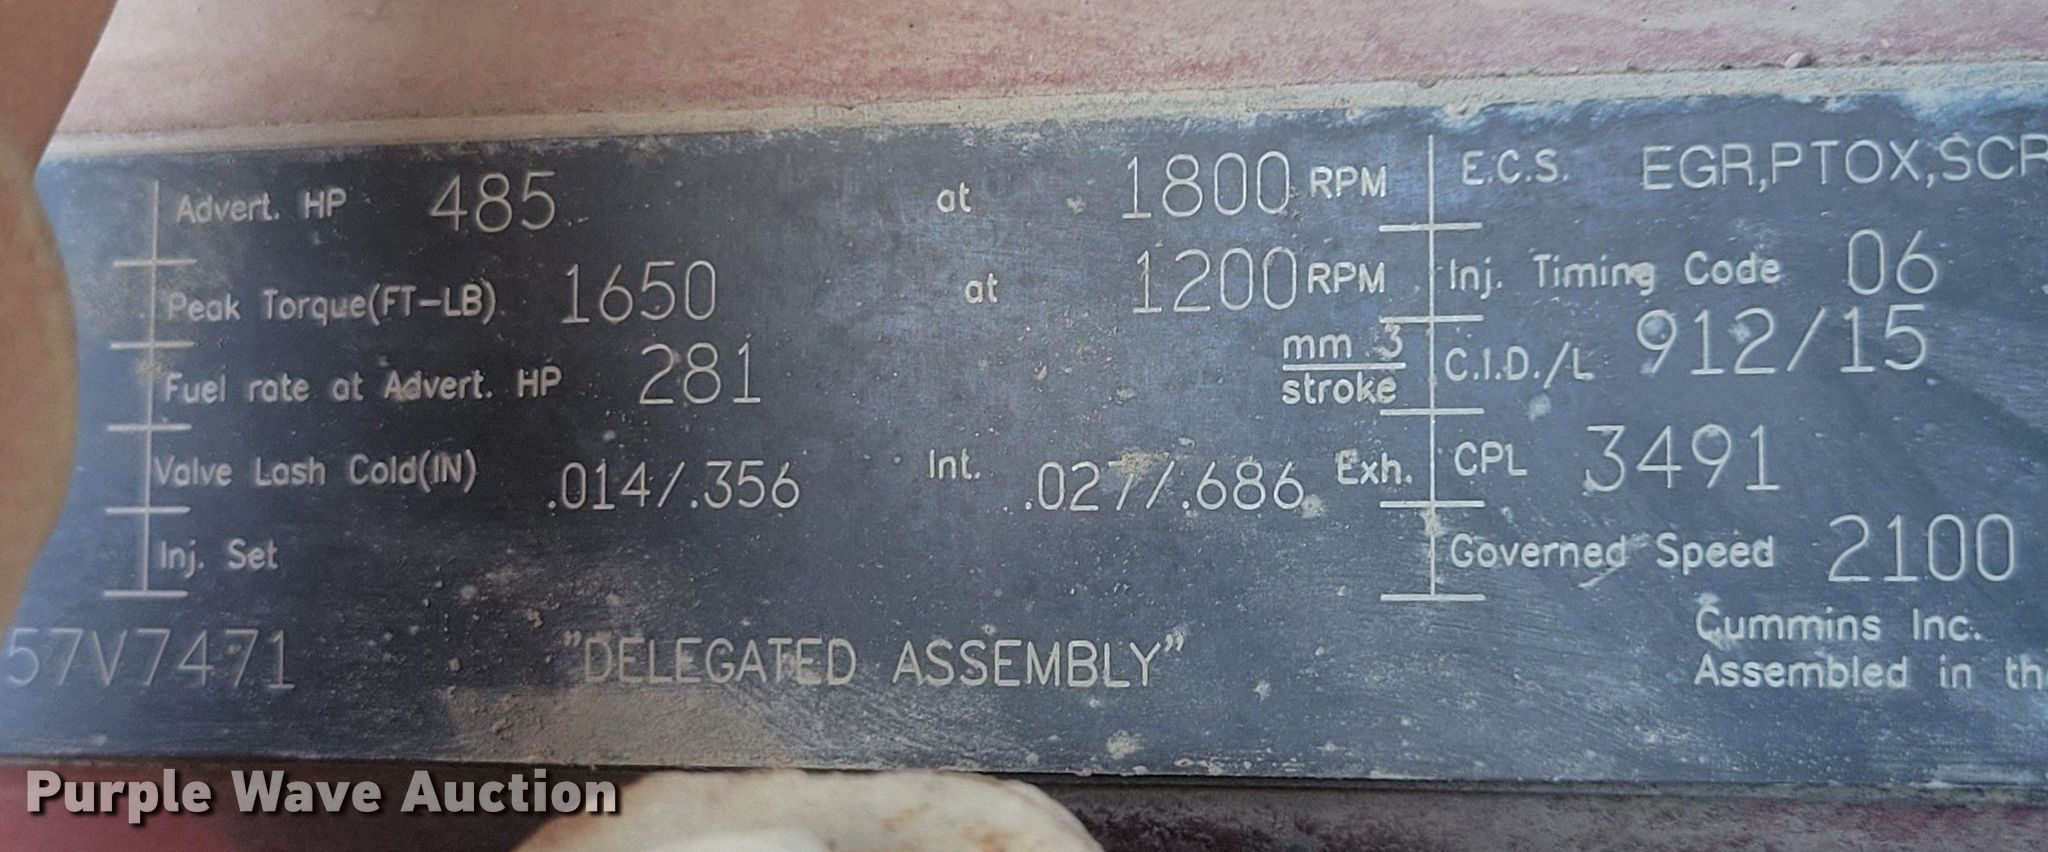 Advert. HP 485 at 1800 RPM
Peak Torque(FT-LB) 1650 at 1200 RPM
Fuel rate at Advert. HP 281 mm 3
stroke
Valve Lash Cold(IN) .014/.356 Int. .027/.686 Exh.
Inj. Set
57V7471 "DELEGATED ASSEMBLY"
E.C.S. EGR,PTOX,SCR
Inj. Timing Code 06
C.I.D./L 912/15
CPL 3491
Governed Speed 2100
Cummins Inc.
Assembled in
Purple Wave Auction